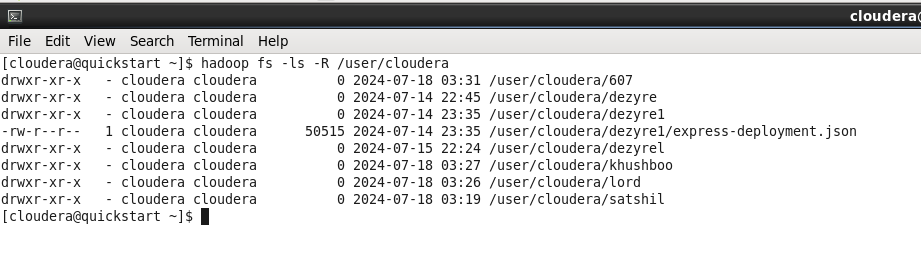 cloudera@
File Edit View Search Terminal Help
[cloudera@quickstart ~]$ hadoop fs -ls -R /user/cloudera
drwxr-xr-x   - cloudera cloudera          0 2024-07-18 03:31 /user/cloudera/607
drwxr-xr-x   - cloudera cloudera          0 2024-07-14 22:45 /user/cloudera/dezyre
drwxr-xr-x   - cloudera cloudera          0 2024-07-14 23:35 /user/cloudera/dezyre1
-rw-r--r--   1 cloudera cloudera      50515 2024-07-14 23:35 /user/cloudera/dezyre1/express-deployment.json
drwxr-xr-x   - cloudera cloudera          0 2024-07-15 22:24 /user/cloudera/dezyrel
drwxr-xr-x   - cloudera cloudera          0 2024-07-18 03:27 /user/cloudera/khushboo
drwxr-xr-x   - cloudera cloudera          0 2024-07-18 03:26 /user/cloudera/lord
drwxr-xr-x   - cloudera cloudera          0 2024-07-18 03:19 /user/cloudera/satshil
[cloudera@quickstart ~]$